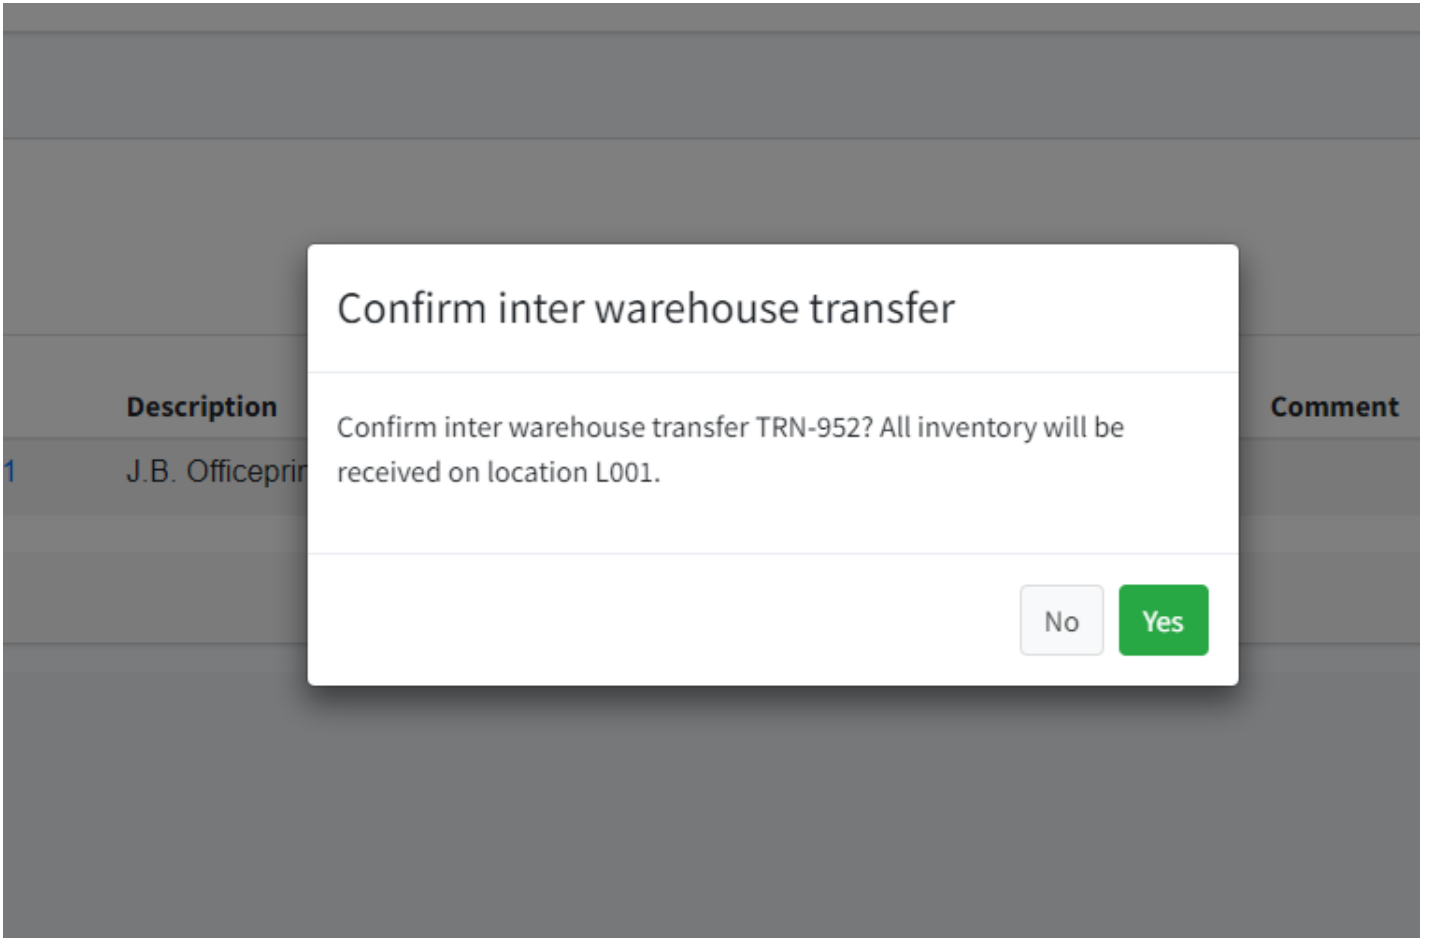 Confirm inter warehouse transfer
Description
Comment
Confirm inter warehouse transfer TRN-952? All inventory will be
received on location L001.
1
J.B.
No
Yes